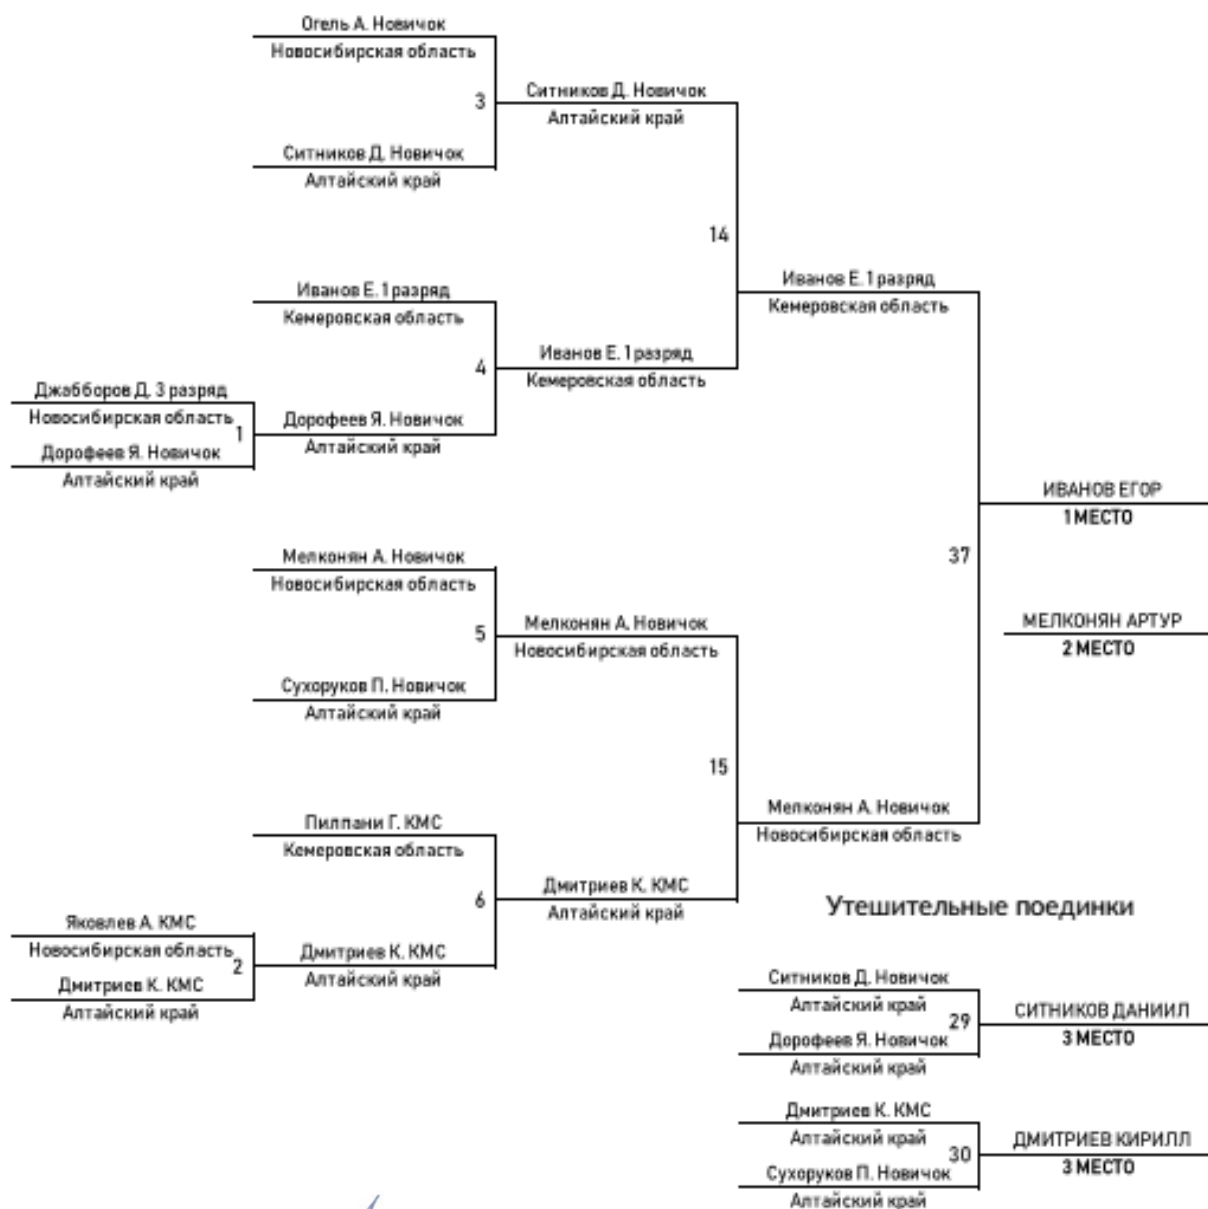 Огель А. Новичок
Новосибирская область
3
Ситников Д. Новичок
Алтайский край
Ситников Д. Новичок
Алтайский край
14
Иванов Е. 1 разряд
Кемеровская область
Иванов Е. 1 разряд
Кемеровская область
4
Иванов Е. 1 разряд
Кемеровская область
Джабборов Д. 3 разряд
Новосибирская область
1
Дорофеев Я. Новичок
Алтайский край
Дорофеев Я. Новичок
Алтайский край
ИВАНОВ ЕГОР
1 МЕСТО
37
Мелконян А. Новичок
Новосибирская область
5
Мелконян А. Новичок
Новосибирская область
МЕЛКОНЯН АРТУР
2 МЕСТО
Сухоруков П. Новичок
Алтайский край
15
Мелконян А. Новичок
Новосибирская область
Пилпани Г. КМС
Кемеровская область
6
Дмитриев К. КМС
Алтайский край
Яковлев А. КМС
Новосибирская область
2
Дмитриев К. КМС
Алтайский край
Дмитриев К. КМС
Алтайский край
Утешительные поединки
Ситников Д. Новичок
Алтайский край
29
СИТНИКОВ ДАНИИЛ
3 МЕСТО
Дорофеев Я. Новичок
Алтайский край
Дмитриев К. КМС
Алтайский край
30
ДМИТРИЕВ КИРИЛЛ
3 МЕСТО
Сухоруков П. Новичок
Алтайский край